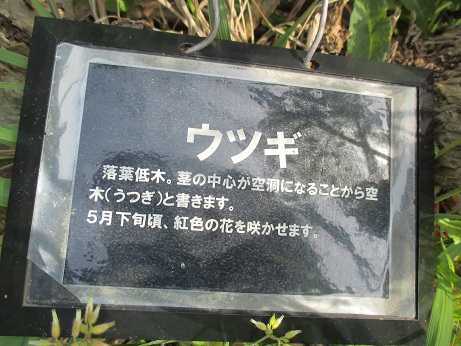 ウツギ
落葉低木。茎の中心が空洞になることから空
木(うつぎ)と書きます。
5月下旬頃、紅色の花を咲かせます。